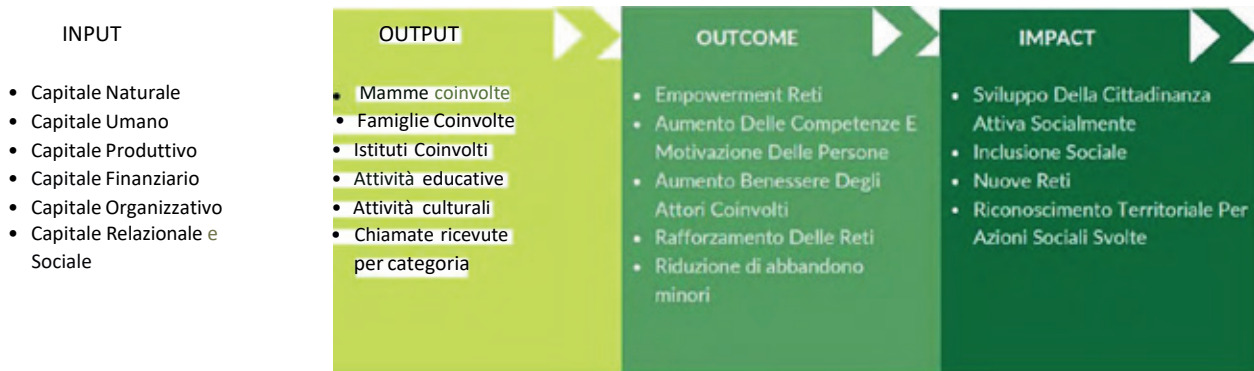 INPUT
• Capitale Naturale
• Capitale Umano
• Capitale Produttivo
• Capitale Finanziario
• Capitale Organizzativo
• Capitale Relazionale e
Sociale
OUTPUT
• Mamme coinvolte
• Famiglie Coinvolte
• Istituti Coinvolti
• Attività educative
• Attività culturali
• Chiamate ricevute
per categoria
OUTCOME
• Empowerment Reti
• Aumento Delle Competenze E
Motivazione Delle Persone
• Aumento Benessere Degli
Attori Coinvolti
• Rafforzamento Delle Reti
• Riduzione di abbandono
minori
IMPACT
• Sviluppo Della Cittadinanza
Attiva Socialmente
• Inclusione Sociale
• Nuove Reti
• Riconoscimento Territoriale Per
Azioni Sociali Svolte